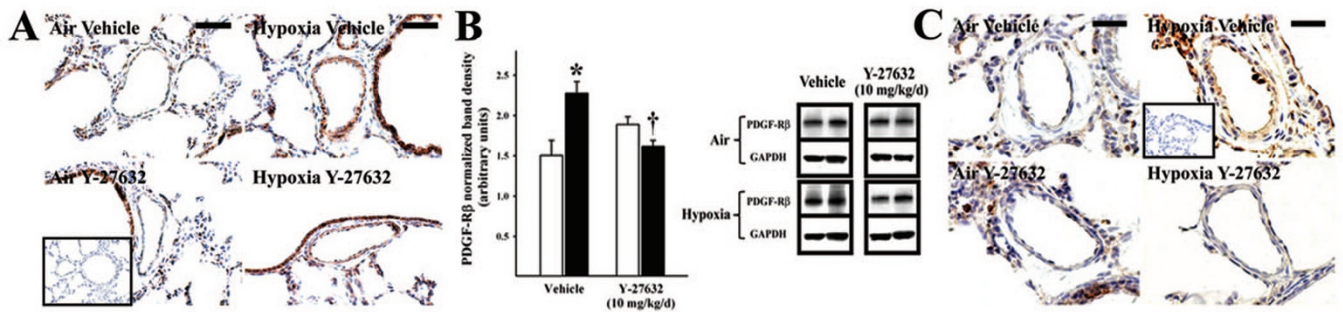 A
Air Vehicle
Hypoxia Vehicle
Air Y-27632
Hypoxia Y-27632
B
PDGF-Rβ normalized band density
(arbitrary units)
2.5
2.0
1.5
1.0
0.5
*
†
Vehicle
Y-27632
(10 mg/kg/d)
Vehicle
Y-27632
(10 mg/kg/d)
Air
PDGF-Rβ
GAPDH
Hypoxia
PDGF-Rβ
GAPDH
C
Air Vehicle
Hypoxia Vehicle
Air Y-27632
Hypoxia Y-27632